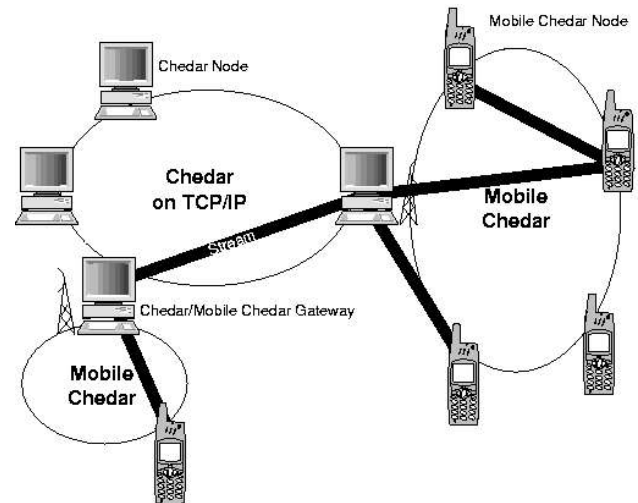 Mobile Chedar Node
Chedar Node
Chedar
on TCP/IP
Mobile
Chedar
Stream
Chedar/Mobile Chedar Gateway
Mobile
Chedar